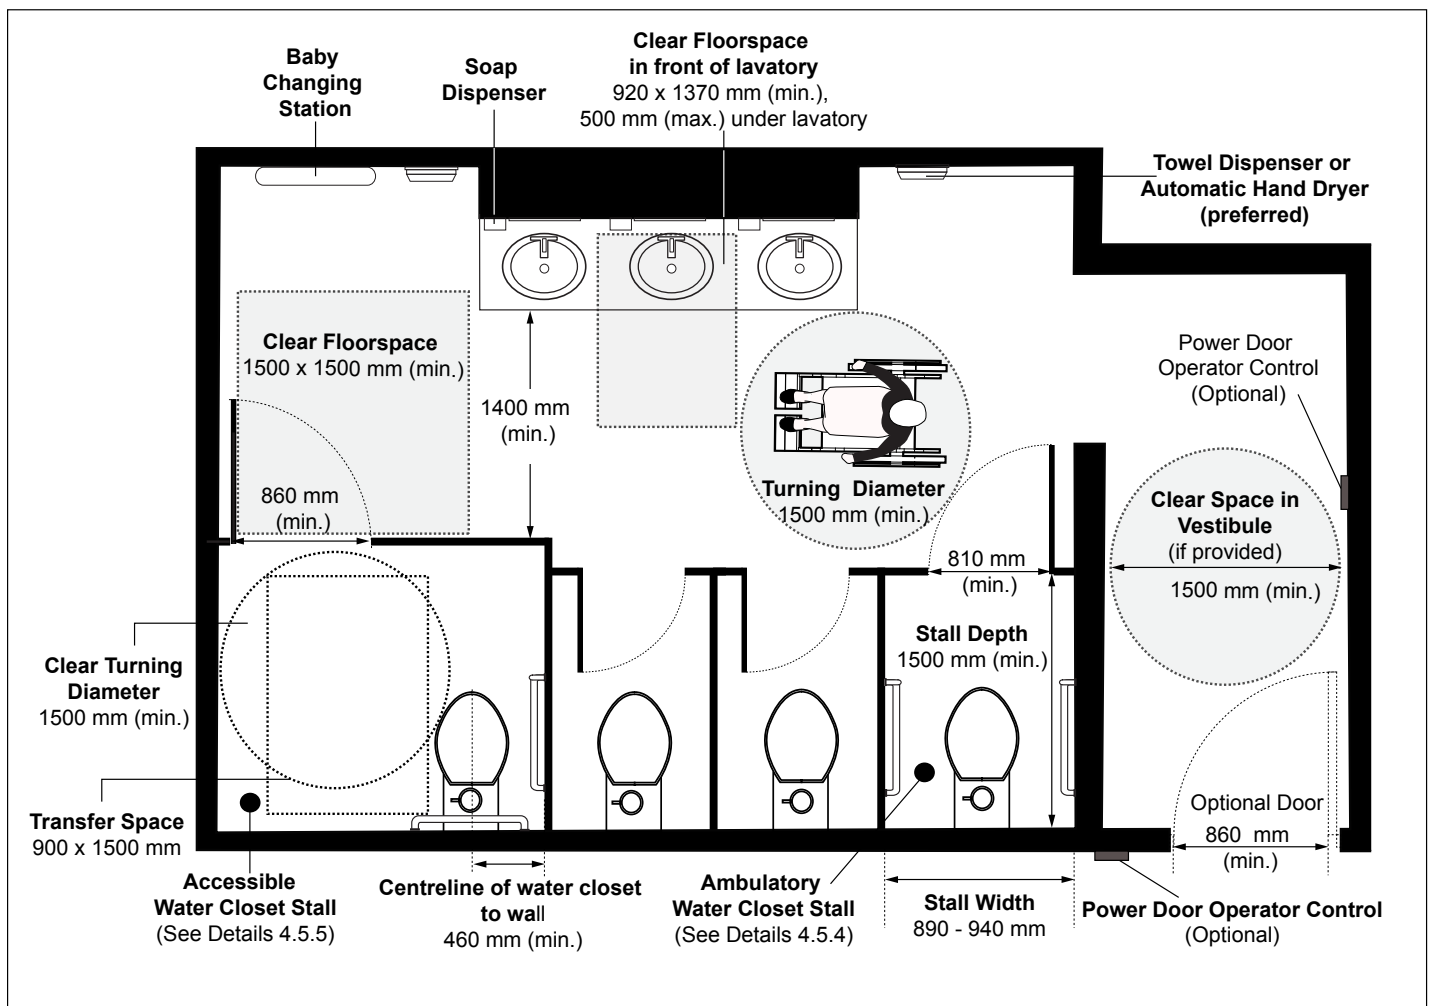 Baby
Changing
Station
Soap
Dispenser
Clear Floorspace
in front of lavatory
920 x 1370 mm (min.),
500 mm (max.) under lavatory
Towel Dispenser or
Automatic Hand Dryer
(preferred)
Clear Floorspace
1500 x 1500 mm (min.)
1400 mm
(min.)
Power Door
Operator Control
(Optional)
860 mm
(min.)
Turning Diameter
1500 mm (min.)
Clear Space in
Vestibule
(if provided)
1500 mm (min.)
810 mm
(min.)
Stall Depth
1500 mm (min.)
Clear Turning
Diameter
1500 mm (min.)
Transfer Space
900 x 1500 mm
Optional Door
860 mm
(min.)
Accessible
Water Closet Stall
(See Details 4.5.5)
Centreline of water closet
to wall
460 mm (min.)
Ambulatory
Water Closet Stall
(See Details 4.5.4)
Stall Width
890 - 940 mm
Power Door Operator Control
(Optional)